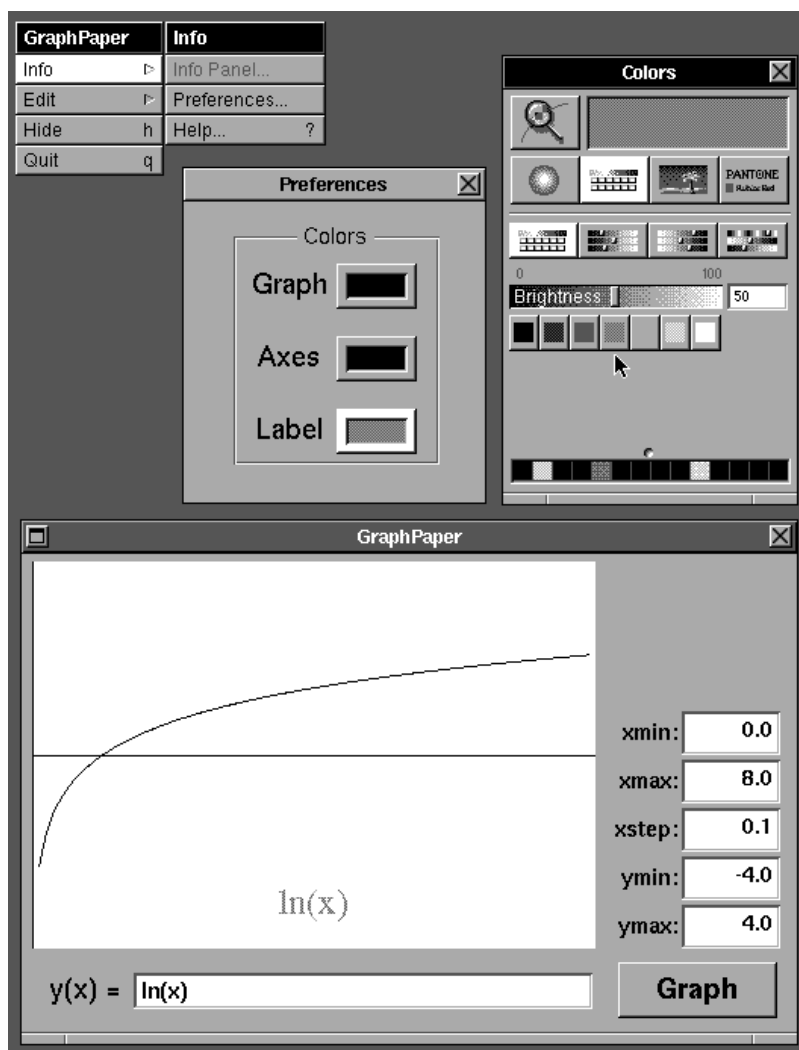 GraphPaper
Info
Edit
Hide h
Quit q
Info
Info Panel...
Preferences...
Help... ?
Preferences
Colors
Graph
Axes
Label
Colors
PANTONE
0 100
Brightness 50
GraphPaper
ln(x)
xmin: 0.0
xmax: 8.0
xstep: 0.1
ymin: -4.0
ymax: 4.0
y(x) = ln(x)
Graph